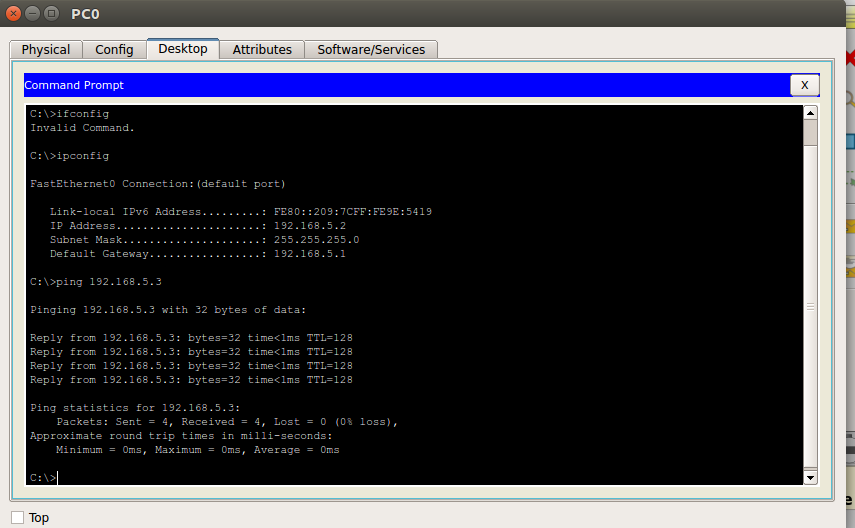 PC0
Physical Config Desktop Attributes Software/Services
Command Prompt X
C:\>ifconfig
Invalid Command.
C:\>ipconfig
FastEthernet0 Connection:(default port)
Link-local IPv6 Address.........: FE80::209:7CFF:FE9E:5419
IP Address......................: 192.168.5.2
Subnet Mask.....................: 255.255.255.0
Default Gateway.................: 192.168.5.1
C:\>ping 192.168.5.3
Pinging 192.168.5.3 with 32 bytes of data:
Reply from 192.168.5.3: bytes=32 time<1ms TTL=128
Reply from 192.168.5.3: bytes=32 time<1ms TTL=128
Reply from 192.168.5.3: bytes=32 time<1ms TTL=128
Reply from 192.168.5.3: bytes=32 time<1ms TTL=128
Ping statistics for 192.168.5.3:
Packets: Sent = 4, Received = 4, Lost = 0 (0% loss),
Approximate round trip times in milli-seconds:
Minimum = 0ms, Maximum = 0ms, Average = 0ms
C:\>
Top